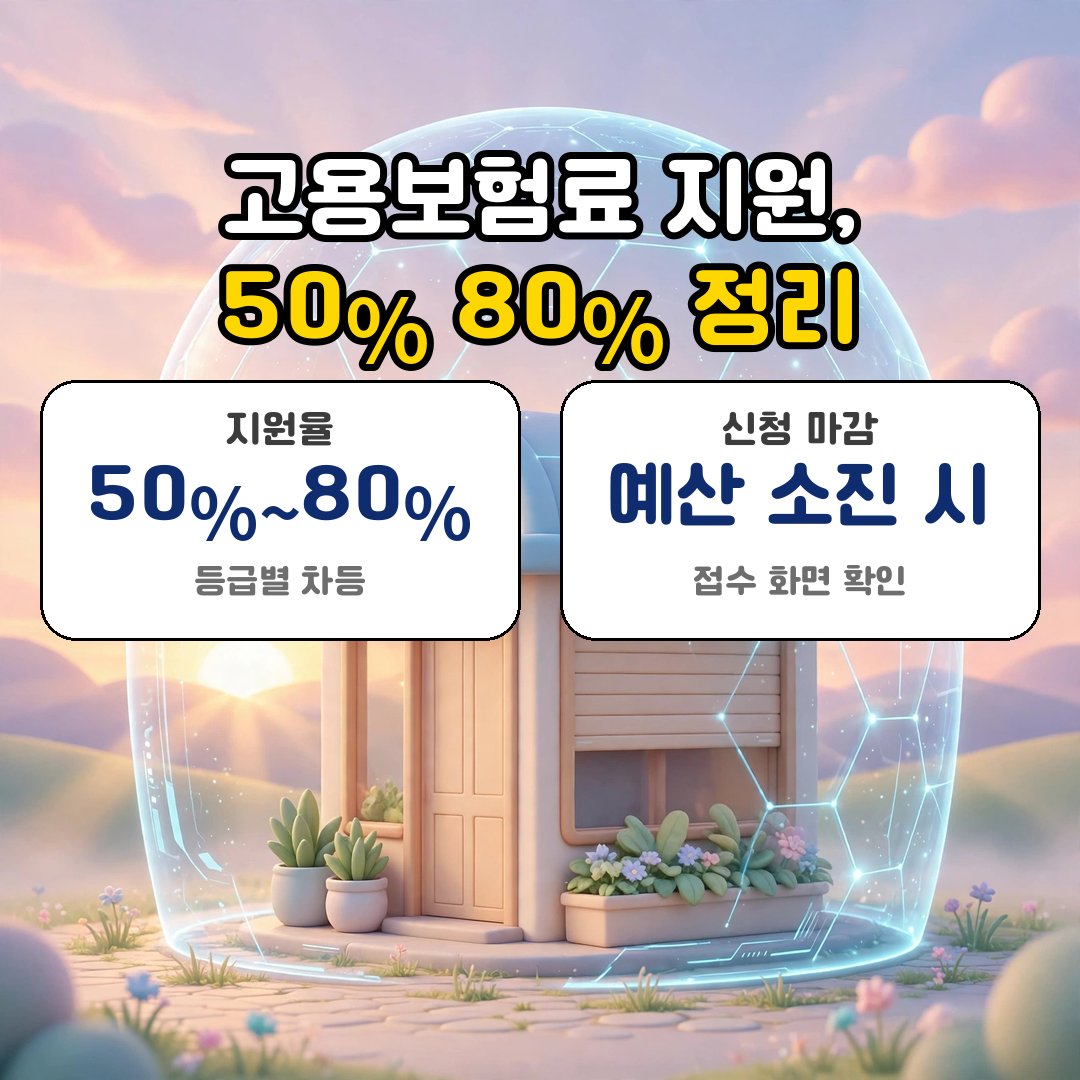 고용보험료 지원,
50% 80% 정리
지원율
50%~80%
등급별 차등
신청 마감
예산 소진 시
접수 화면 확인